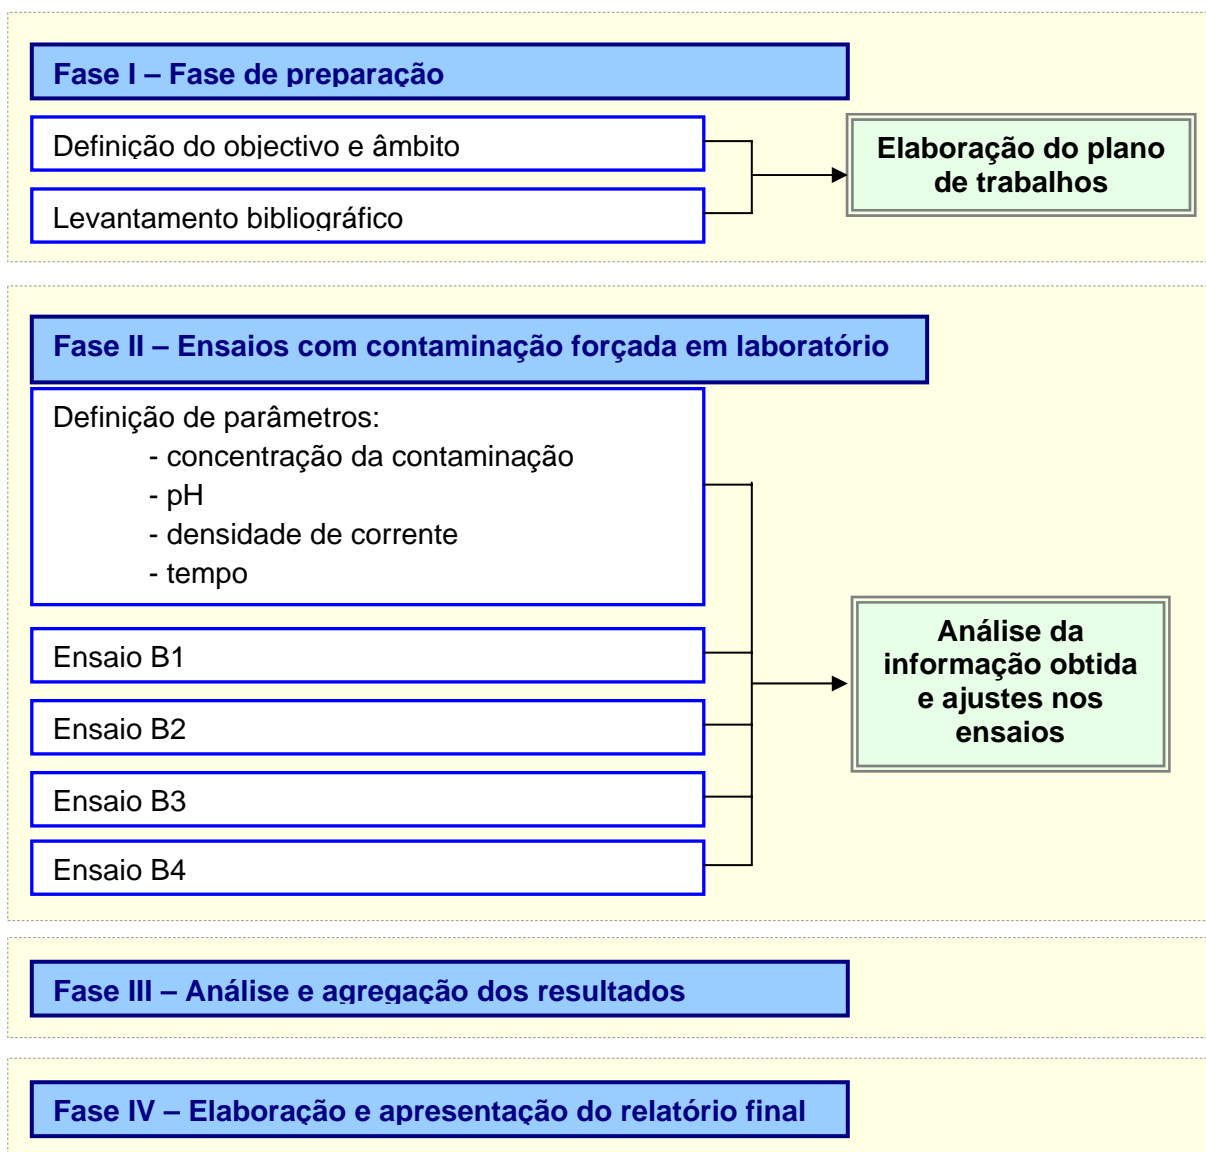 Fase I – Fase de preparação
Definição do objectivo e âmbito
Levantamento bibliográfico
Elaboração do plano
de trabalhos
Fase II – Ensaios com contaminação forçada em laboratório
Definição de parâmetros:
- concentração da contaminação
- pH
- densidade de corrente
- tempo
Ensaio B1
Ensaio B2
Ensaio B3
Ensaio B4
Análise da
informação obtida
e ajustes nos
ensaios
Fase III – Análise e agregação dos resultados
Fase IV – Elaboração e apresentação do relatório final